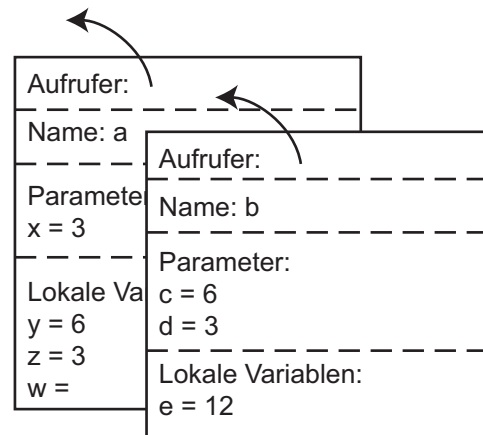 Aufrufer:
Name: a
Parameter
x = 3
Lokale Va
y = 6
z = 3
w =
Aufrufer:
Name: b
Parameter:
c = 6
d = 3
Lokale Variablen:
e = 12